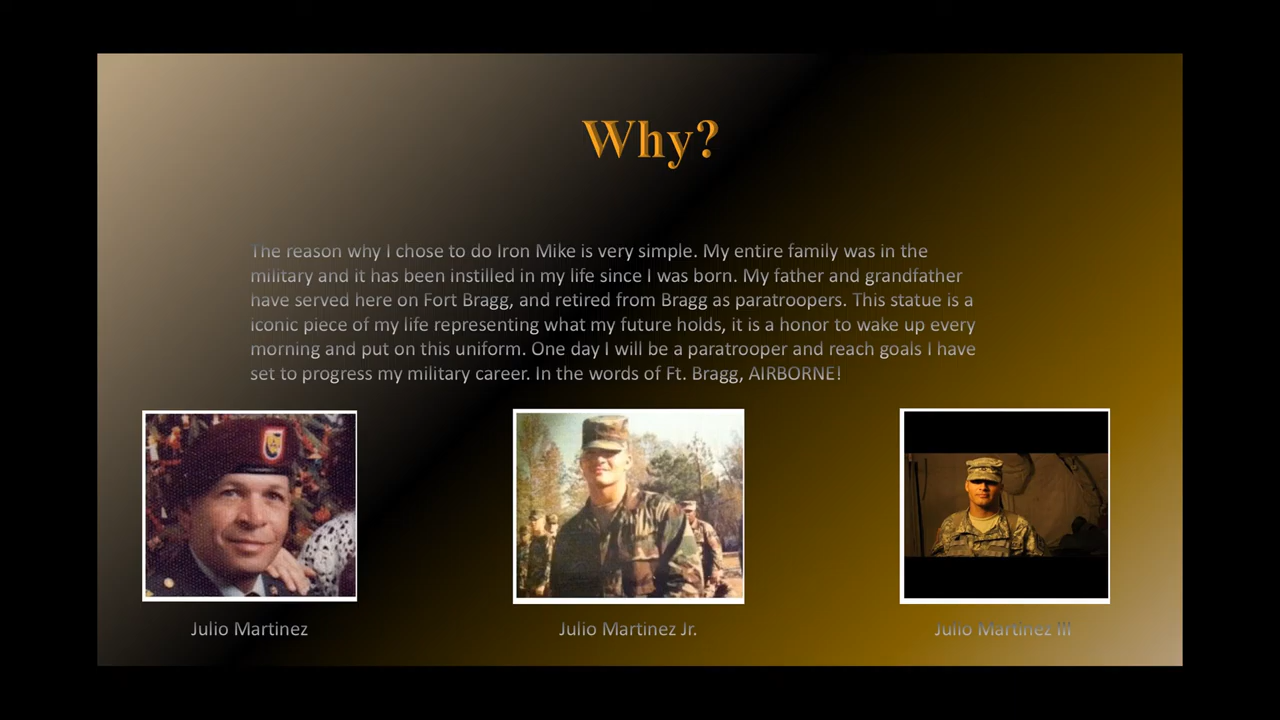 Why?
The reason why I chose to do Iron Mike is very simple. My entire family was in the
military and it has been instilled in my life since I was born. My father and grandfather
have served here on Fort Bragg, and retired from Bragg as paratroopers. This statue is a
iconic piece of my life representing what my future holds, it is a honor to wake up every
morning and put on this uniform. One day I will be a paratrooper and reach goals I have
set to progress my military career. In the words of Ft. Bragg, AIRBORNE!
Julio Martinez
Julio Martinez Jr.
Julio Martinez III